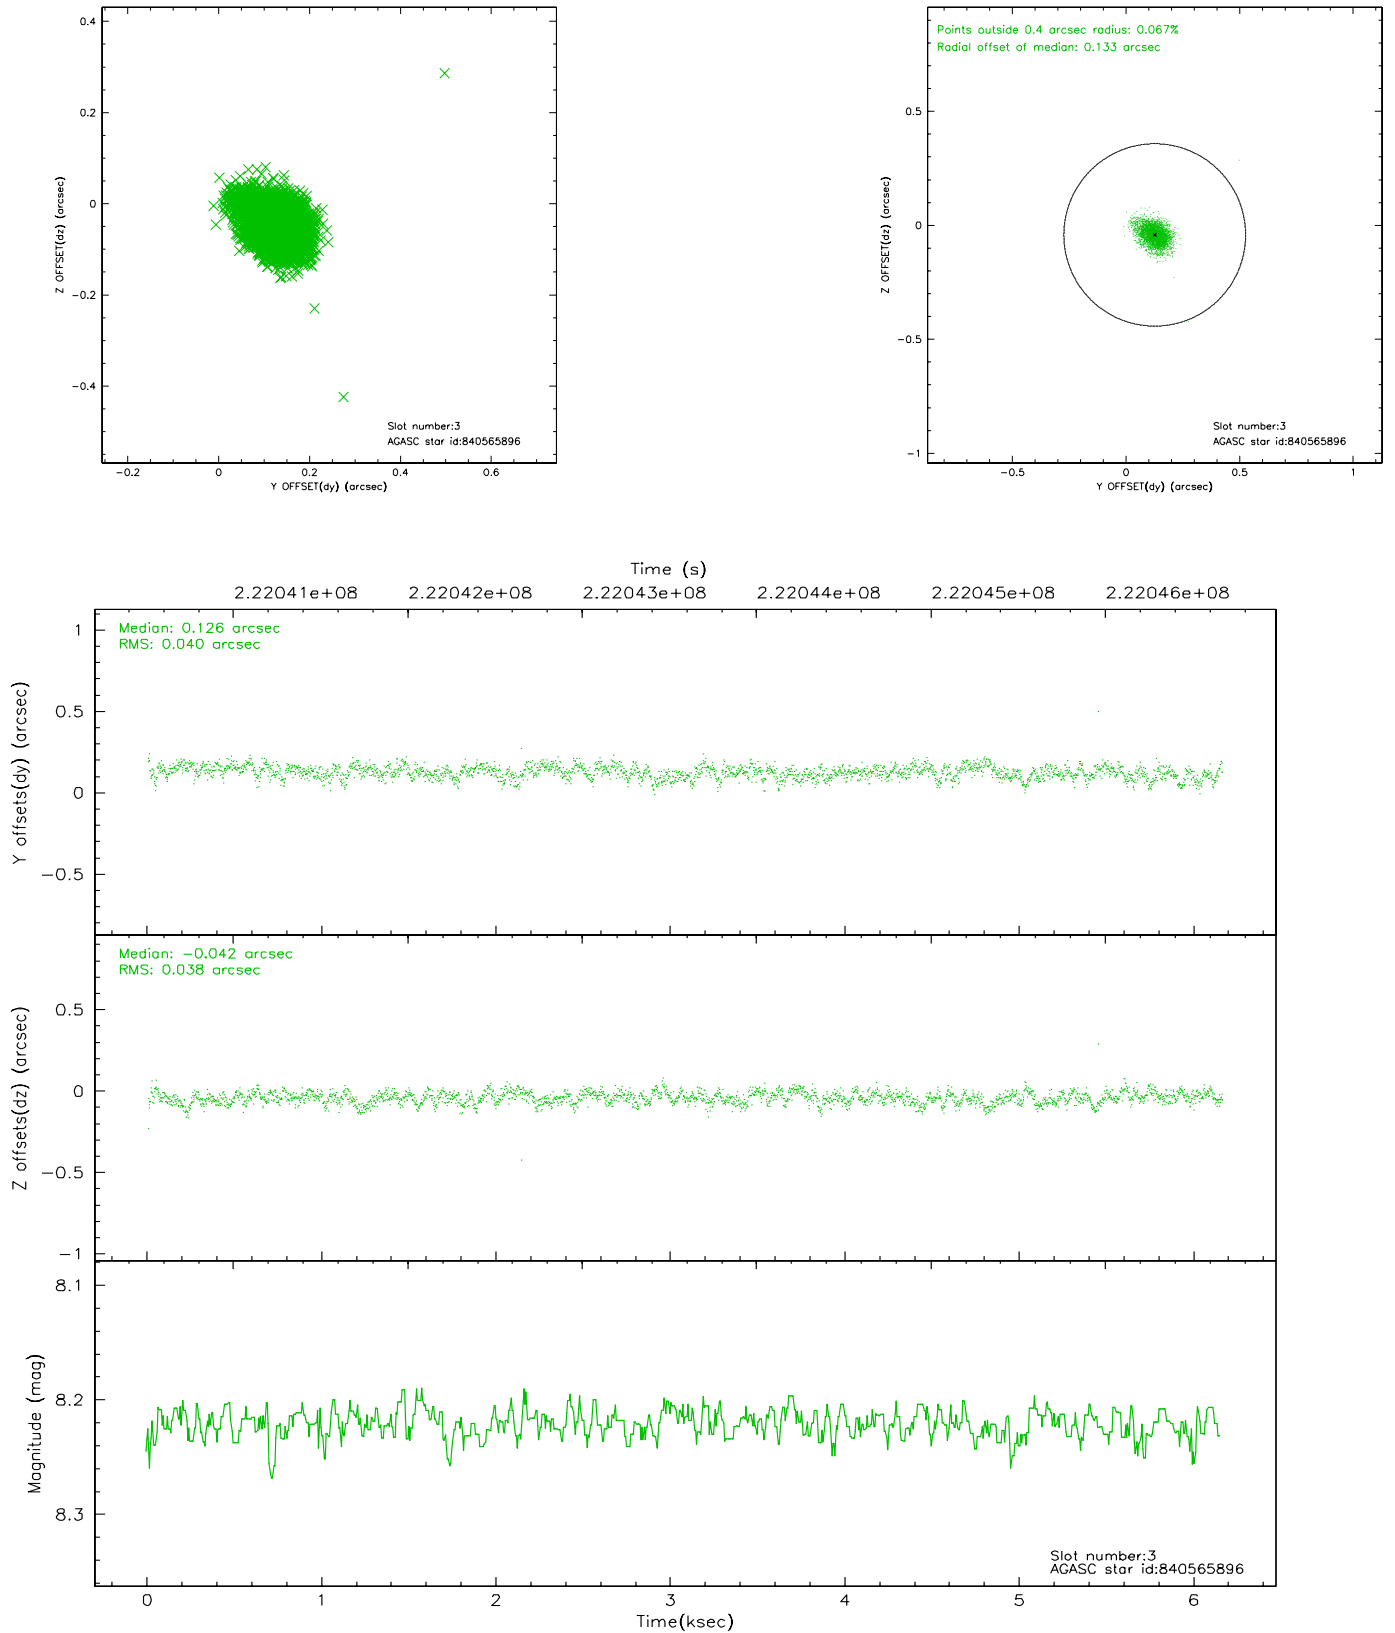 0.4
0.2
0
−0.2
−0.4
Z OFFSET(dz) (arcsec)
Slot number:3
AGASC star id:840565896
−0.2 0 0.2 0.4 0.6
Y OFFSET(dy) (arcsec)
Points outside 0.4 arcsec radius: 0.067%
Radial offset of median: 0.133 arcsec
0.5
0
−0.5
−1
Z OFFSET(dz) (arcsec)
Slot number:3
AGASC star id:840565896
−0.5 0 0.5 1
Y OFFSET(dy) (arcsec)
Time (s)
2.22041e+08 2.22042e+08 2.22043e+08 2.22044e+08 2.22045e+08 2.22046e+08
Median: 0.126 arcsec
RMS: 0.040 arcsec
1
0.5
0
−0.5
Y offsets(dy) (arcsec)
Median: −0.042 arcsec
RMS: 0.038 arcsec
0.5
0
−0.5
−1
Z offsets(dz) (arcsec)
8.1
8.2
8.3
Magnitude (mag)
Slot number:3
AGASC star id:840565896
0 1 2 3 4 5 6
Time(ksec)